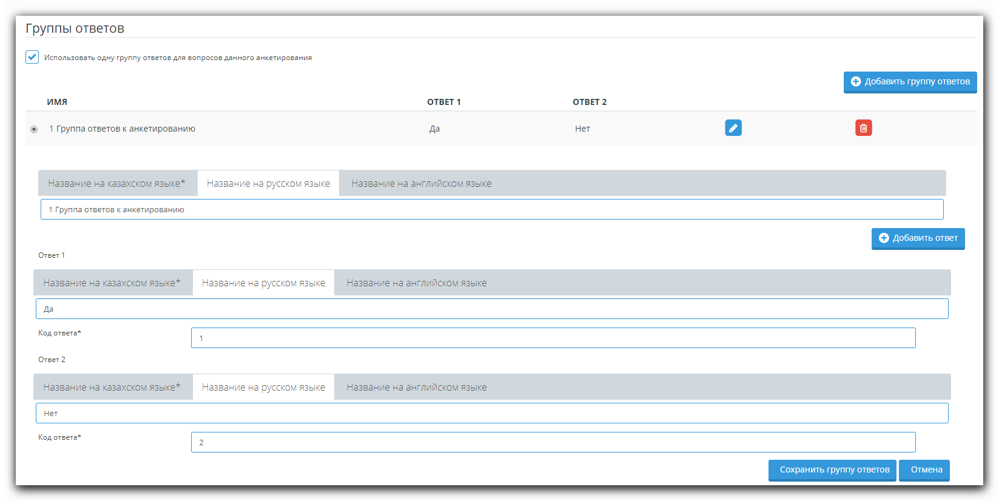 Группы ответов
Использовать одну группу ответов для вопросов данного анкетирования
Добавить группу ответов
ИМЯ ОТВЕТ 1 ОТВЕТ 2
1 Группа ответов к анкетированию Да Нет
Название на казахском языке* Название на русском языке Название на английском языке
1 Группа ответов к анкетированию
Добавить ответ
Ответ 1
Название на казахском языке* Название на русском языке Название на английском языке
Да
Код ответа* 1
Ответ 2
Название на казахском языке* Название на русском языке Название на английском языке
Нет
Код ответа* 2
Сохранить группу ответов Отмена